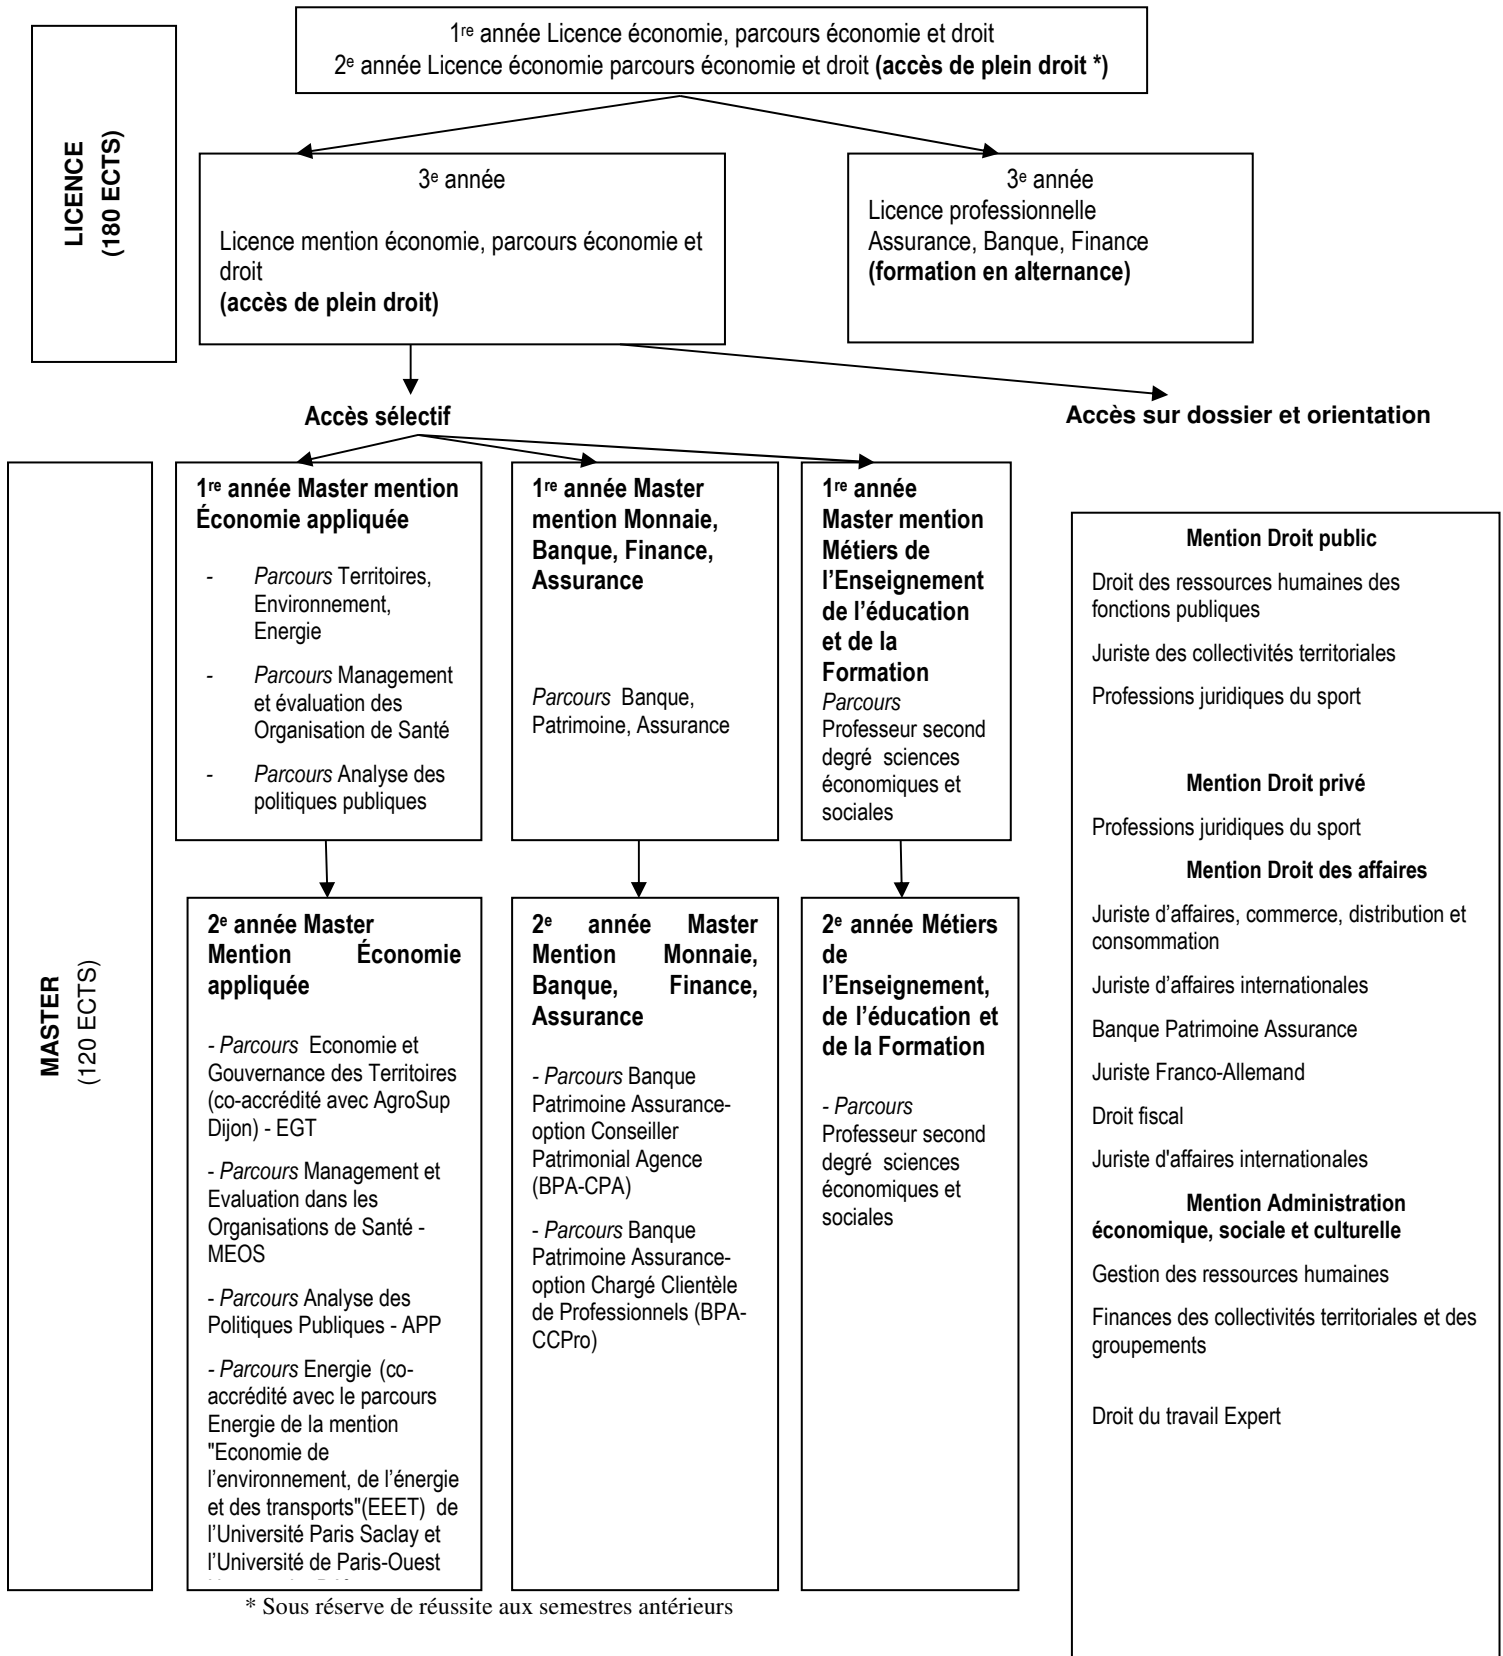 1re année Licence économie, parcours économie et droit
2e année Licence économie parcours économie et droit (accès de plein droit *)
LICENCE
(180 ECTS)
3e année
Licence mention économie, parcours économie et
droit
(accès de plein droit)
3e année
Licence professionnelle
Assurance, Banque, Finance
(formation en alternance)
Accès sélectif
Accès sur dossier et orientation
MASTER
(120 ECTS)
1re année Master mention
Économie appliquée
- Parcours Territoires,
Environnement,
Energie
- Parcours Management
et évaluation des
Organisation de Santé
- Parcours Analyse des
politiques publiques
1re année Master
mention Monnaie,
Banque, Finance,
Assurance
Parcours Banque,
Patrimoine, Assurance
1re année
Master mention
Métiers de
l'Enseignement
de l'éducation
et de la
Formation
Parcours
Professeur second
degré sciences
économiques et
sociales
2e année Master
Mention Économie
appliquée
- Parcours Economie et
Gouvernance des Territoires
(co-accrédité avec AgroSup
Dijon) - EGT
- Parcours Management et
Evaluation dans les
Organisations de Santé -
MEOS
- Parcours Analyse des
Politiques Publiques - APP
- Parcours Energie (co-
accrédité avec le parcours
Energie de la mention
"Economie de
l'environnement, de l'énergie
et des transports"(EEET) de
l'Université Paris Saclay et
l'Université de Paris-Ouest
2e année Master
Mention Monnaie,
Banque, Finance,
Assurance
- Parcours Banque
Patrimoine Assurance-
option Conseiller
Patrimonial Agence
(BPA-CPA)
- Parcours Banque
Patrimoine Assurance-
option Chargé Clientèle
de Professionnels (BPA-
CCPro)
2e année Métiers
de
l'Enseignement,
de l'éducation et
de la Formation
- Parcours
Professeur second
degré sciences
économiques et
sociales
Mention Droit public
Droit des ressources humaines des
fonctions publiques
Juriste des collectivités territoriales
Professions juridiques du sport
Mention Droit privé
Professions juridiques du sport
Mention Droit des affaires
Juriste d'affaires, commerce, distribution et
consommation
Juriste d'affaires internationales
Banque Patrimoine Assurance
Juriste Franco-Allemand
Droit fiscal
Juriste d'affaires internationales
Mention Administration
économique, sociale et culturelle
Gestion des ressources humaines
Finances des collectivités territoriales et des
groupements
Droit du travail Expert
* Sous réserve de réussite aux semestres antérieurs